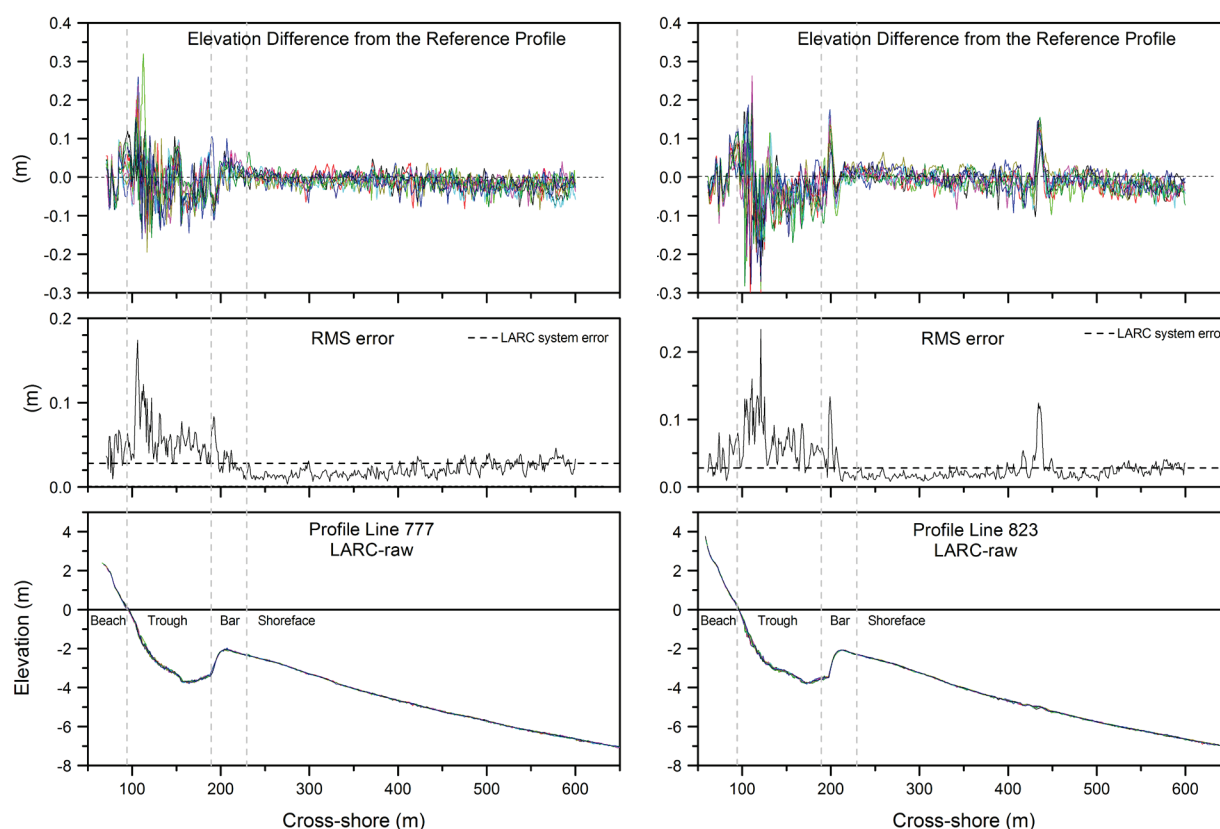 Elevation Difference from the Reference Profile
0.4
0.3
0.2
0.1
0.0
-0.1
-0.2
-0.3
(m)
RMS error
LARC system error
0.2
0.1
0.0
(m)
Profile Line 777
LARC-raw
4
2
0
-2
-4
-6
-8
Elevation (m)
Beach Trough Bar Shoreface
100 200 300 400 500 600
Cross-shore (m)
Elevation Difference from the Reference Profile
0.4
0.3
0.2
0.1
0.0
-0.1
-0.2
-0.3
RMS error
LARC system error
0.2
0.1
0.0
Profile Line 823
LARC-raw
4
2
0
-2
-4
-6
-8
Beach Trough Bar Shoreface
100 200 300 400 500 600
Cross-shore (m)